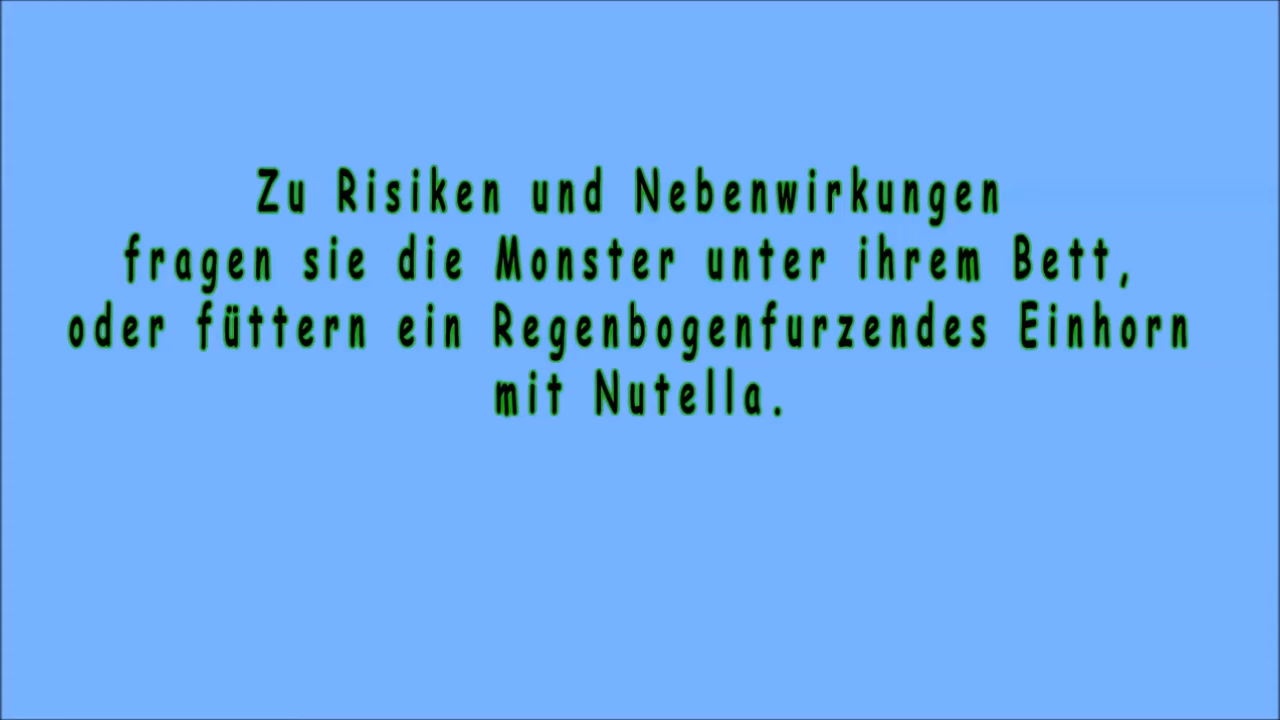 Zu Risiken und Nebenwirkungen
fragen sie die Monster unter ihrem Bett,
oder füttern ein Regenbogenfurzendes Einhorn
mit Nutella.